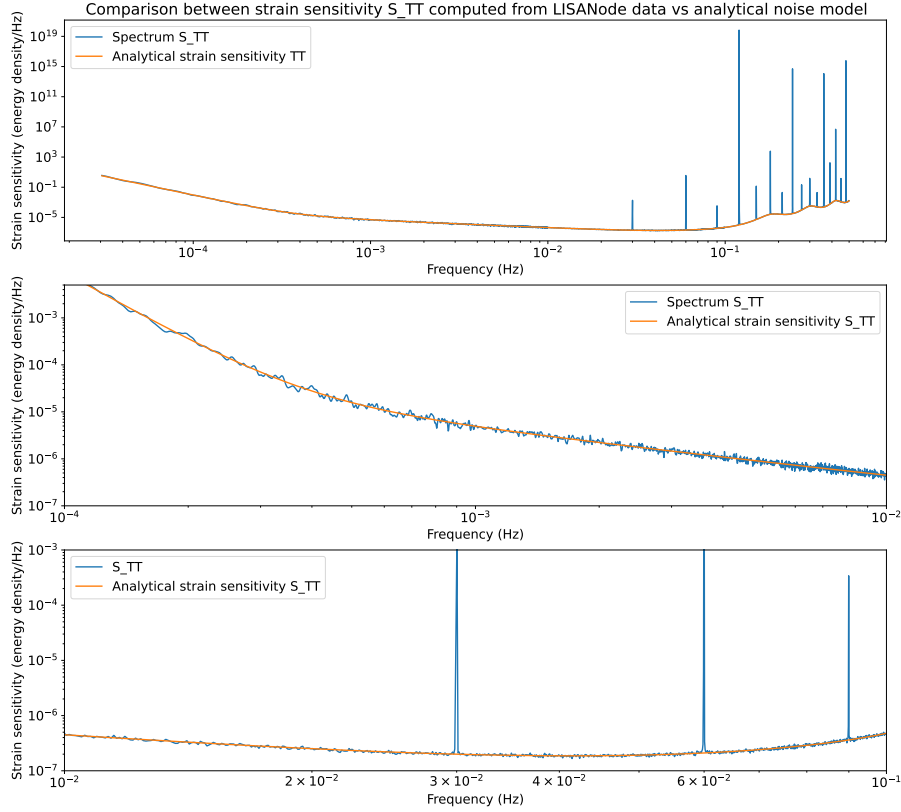 Comparison between strain sensitivity S_TT computed from LISANode data vs analytical noise model
Strain sensitivity (energy density/Hz)
10^19
10^15
10^11
10^7
10^3
10^-1
10^-5
Spectrum S_TT
Analytical strain sensitivity TT
10^-4
10^-3
10^-2
10^-1
Frequency (Hz)
Strain sensitivity (energy density/Hz)
10^-3
10^-4
10^-5
10^-6
10^-7
Spectrum S_TT
Analytical strain sensitivity S_TT
10^-4
10^-3
10^-2
Frequency (Hz)
Strain sensitivity (energy density/Hz)
10^-3
10^-4
10^-5
10^-6
10^-7
S_TT
Analytical strain sensitivity S_TT
10^-2
2 × 10^-2
3 × 10^-2
4 × 10^-2
6 × 10^-2
10^-1
Frequency (Hz)